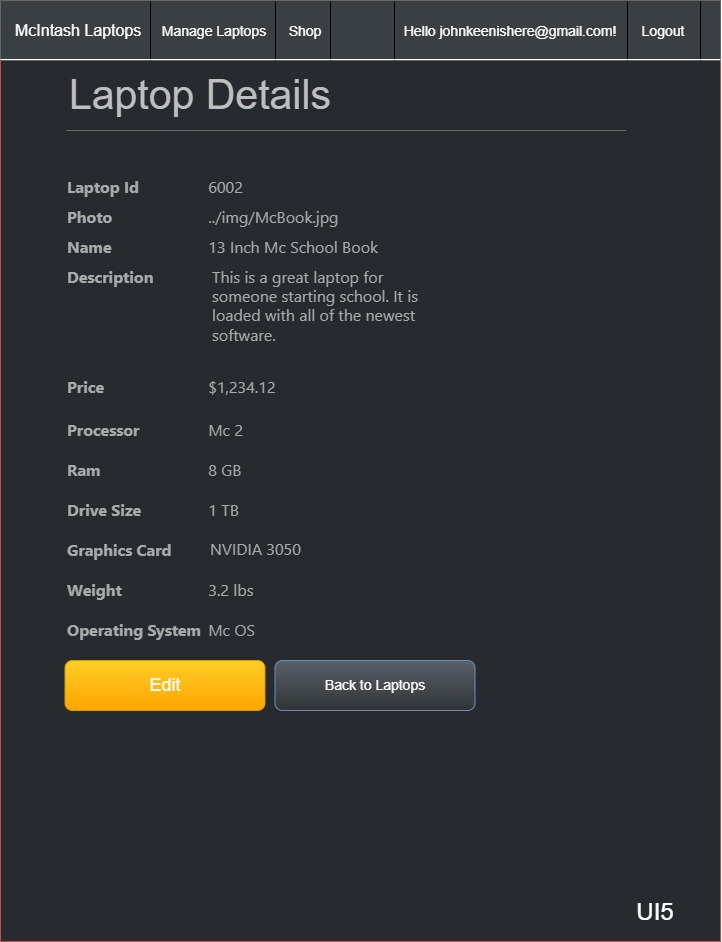 McIntash Laptops Manage Laptops Shop Hello johnkeenishere@gmail.com! Logout
Laptop Details
Laptop Id 6002
Photo ../img/McBook.jpg
Name 13 Inch Mc School Book
Description This is a great laptop for
someone starting school. It is
loaded with all of the newest
software.
Price $1,234.12
Processor Mc 2
Ram 8 GB
Drive Size 1 TB
Graphics Card NVIDIA 3050
Weight 3.2 lbs
Operating System Mc OS
Edit Back to Laptops
UI5